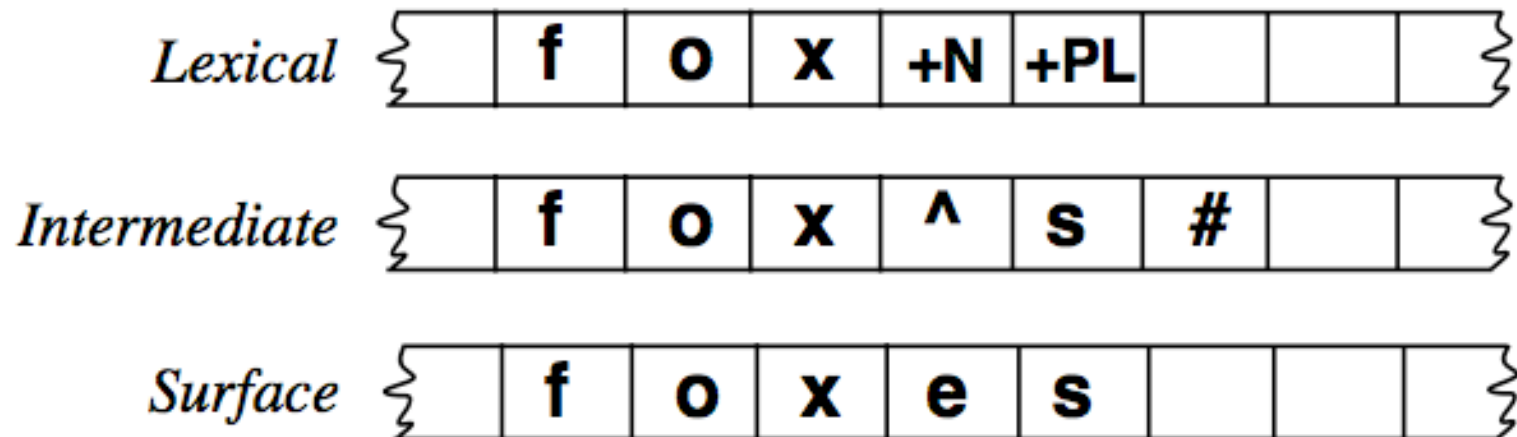 Lexical f o x +N +PL
Intermediate f o x ^ s #
Surface f o x e s